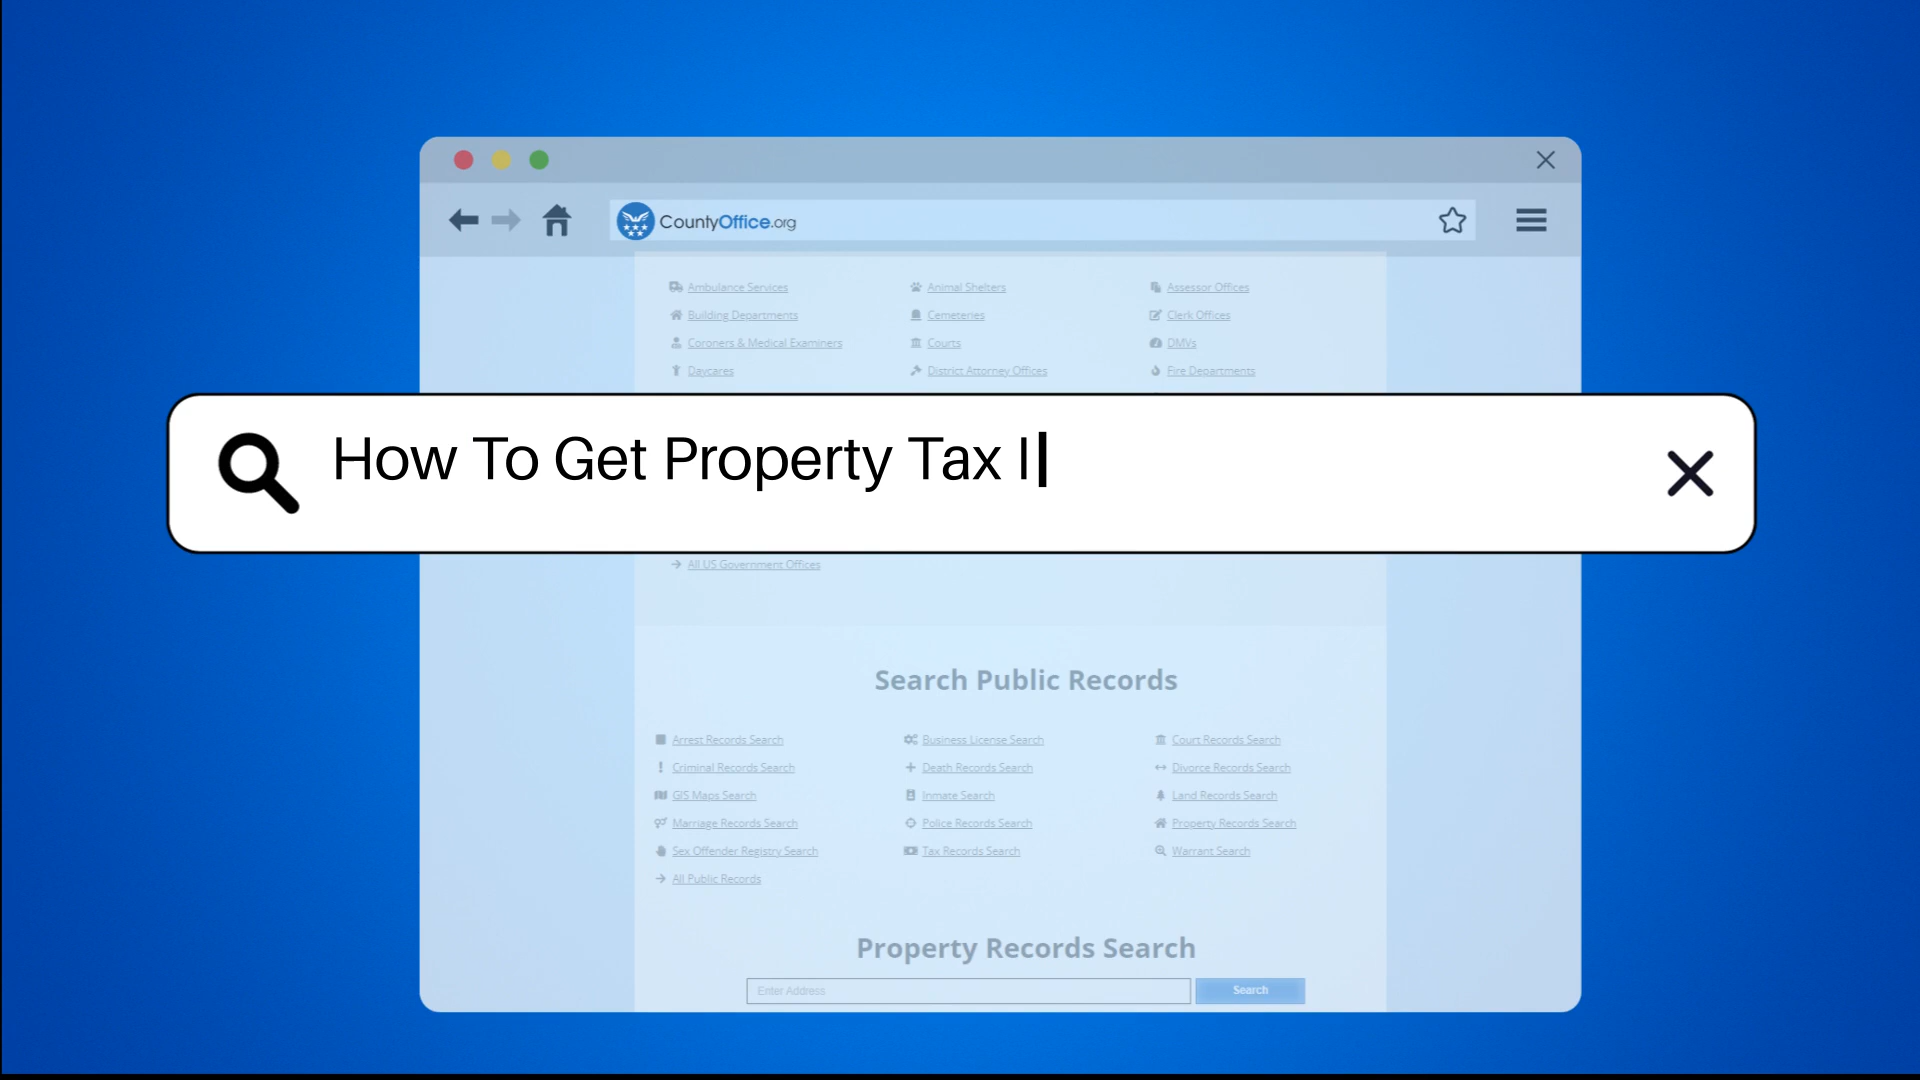 CountyOffice.org
Ambulance Services Animal Shelters Assessor Offices
Building Departments Cemeteries Clerk Offices
Coroners & Medical Examiners Courts DMVs
Daycares District Attorney Offices Fire Departments
How To Get Property Tax I
All US Government Offices
Search Public Records
Arrest Records Search Business License Search Court Records Search
Criminal Records Search Death Records Search Divorce Records Search
GIS Maps Search Inmate Search Land Records Search
Marriage Records Search Police Records Search Property Records Search
Sex Offender Registry Search Tax Records Search Warrant Search
All Public Records
Property Records Search
Enter Address Search